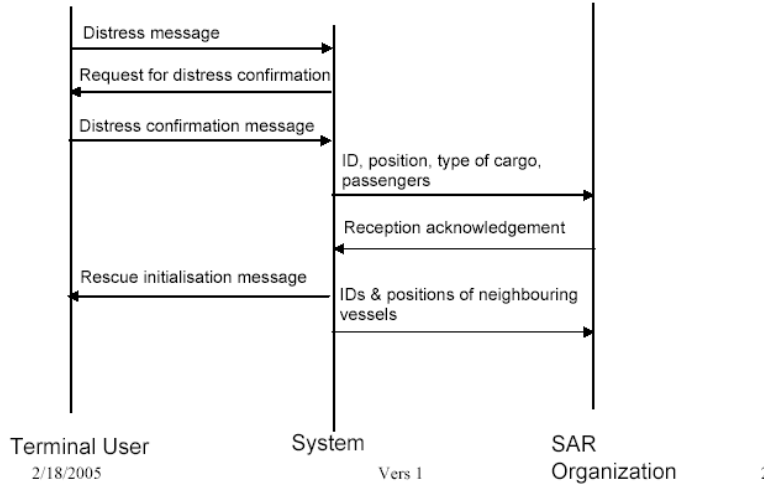 Distress message
Request for distress confirmation
Distress confirmation message
ID, position, type of cargo,
passengers
Reception acknowledgement
Rescue initialisation message
IDs & positions of neighbouring
vessels
Terminal User
System
SAR
Organization
2/18/2005
Vers 1
2